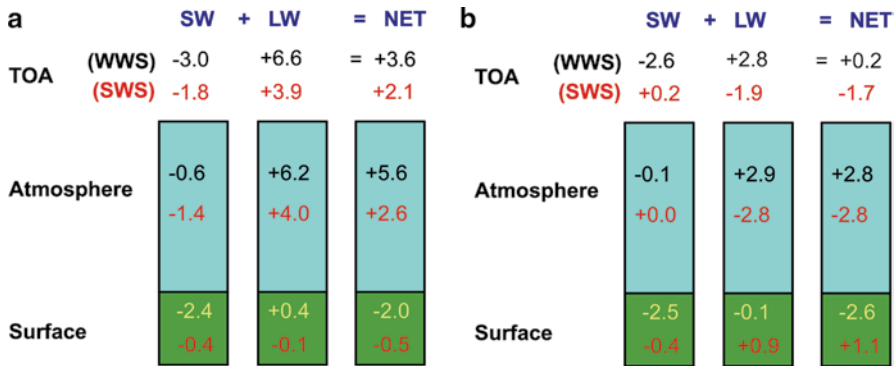 a SW + LW = NET
TOA (WWS) -3.0 +6.6 = +3.6
(SWS) -1.8 +3.9 +2.1
Atmosphere
-0.6 +6.2 +5.6
-1.4 +4.0 +2.6
Surface
-2.4 +0.4 -2.0
-0.4 -0.1 -0.5
b SW + LW = NET
TOA (WWS) -2.6 +2.8 = +0.2
(SWS) +0.2 -1.9 -1.7
Atmosphere
-0.1 +2.9 +2.8
+0.0 -2.8 -2.8
Surface
-2.5 -0.1 -2.6
-0.4 +0.9 +1.1